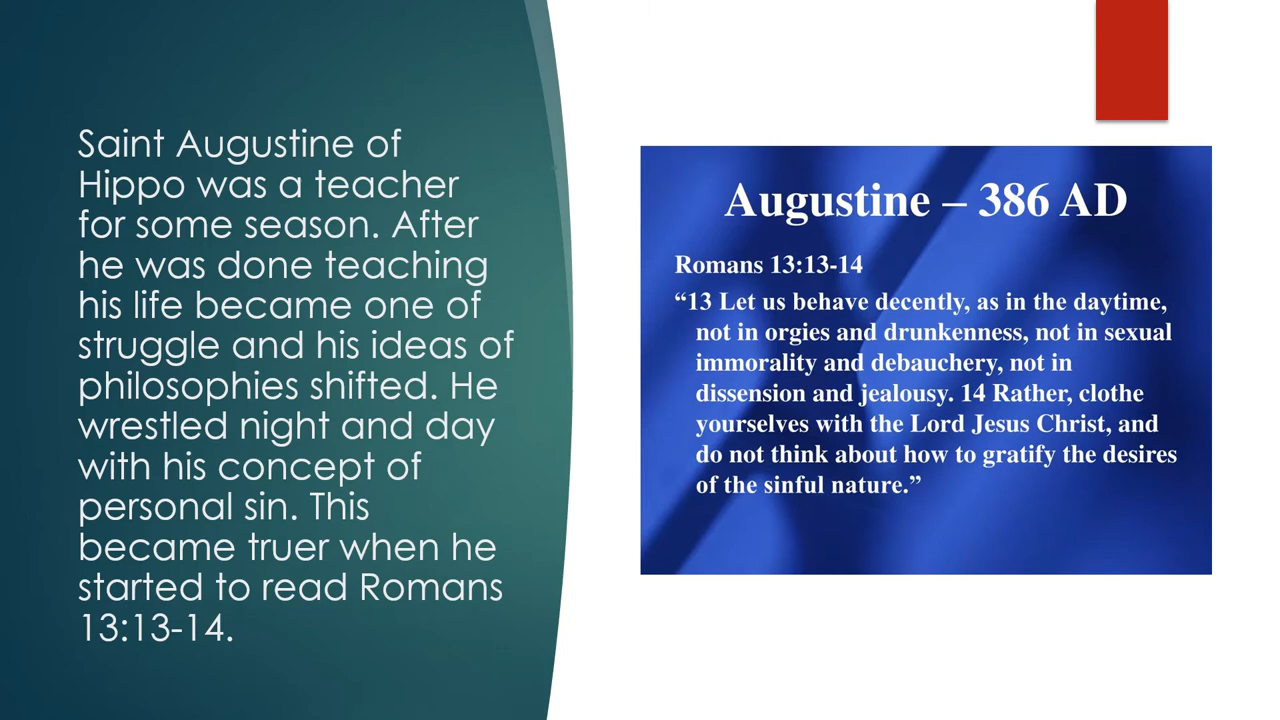 Saint Augustine of
Hippo was a teacher
for some season. After
he was done teaching
his life became one of
struggle and his ideas of
philosophies shifted. He
wrestled night and day
with his concept of
personal sin. This
became truer when he
started to read Romans
13:13-14.
Augustine – 386 AD
Romans 13:13-14
“13 Let us behave decently, as in the daytime,
not in orgies and drunkenness, not in sexual
immorality and debauchery, not in
dissension and jealousy. 14 Rather, clothe
yourselves with the Lord Jesus Christ, and
do not think about how to gratify the desires
of the sinful nature.”